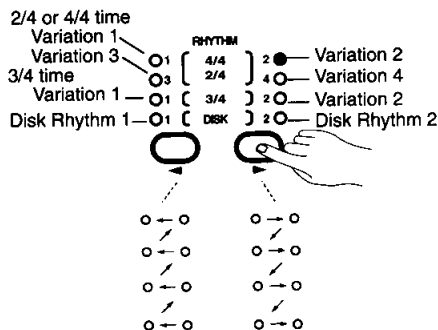 2/4 or 4/4 time
Variation 1
Variation 3
3/4 time
Variation 1
Disk Rhythm 1
RHYTHM
1 4/4 2
3 2/4 4
1 3/4 2
1 DISK 2
Variation 2
Variation 4
Variation 2
Disk Rhythm 2